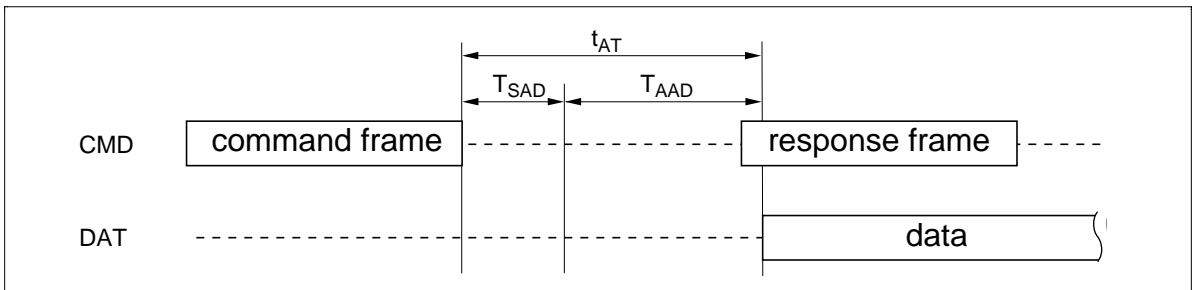 tAT
TSAD TAAD
CMD command frame response frame
DAT data